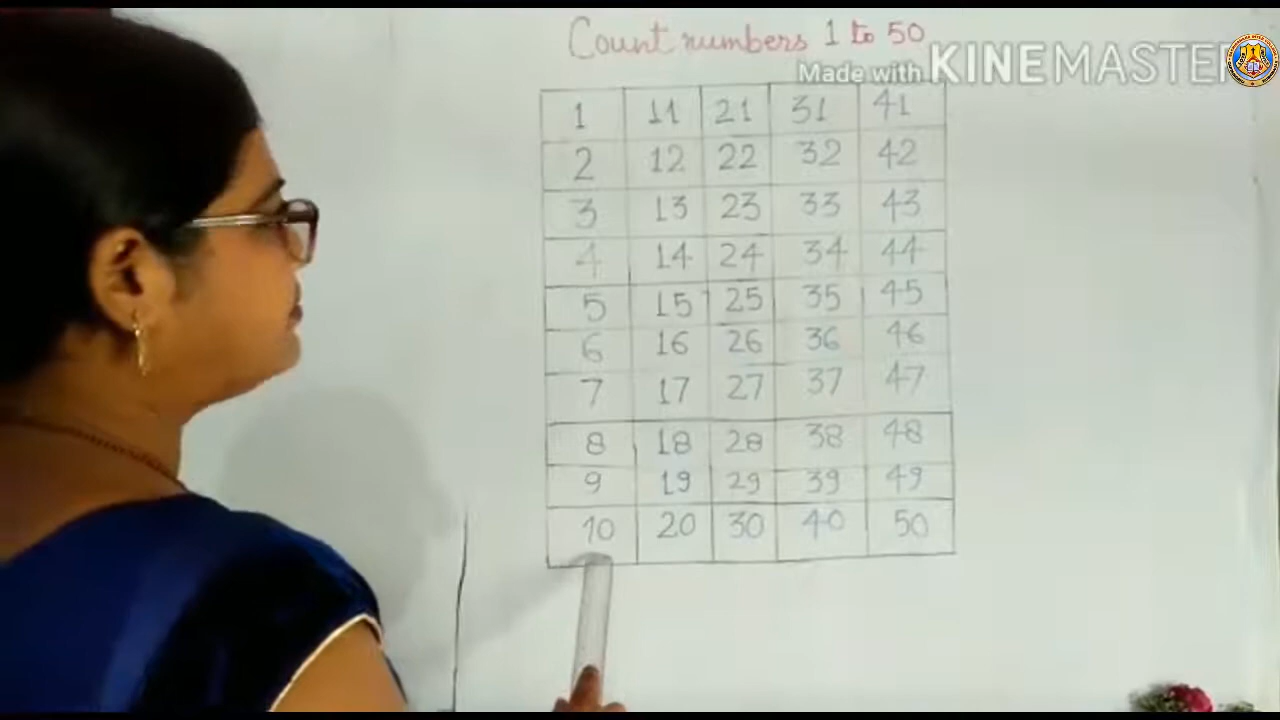 Count numbers 1 to 50
Made with KINEMASTER
1 11 21 31 41
2 12 22 32 42
3 13 23 33 43
4 14 24 34 44
5 15 25 35 45
6 16 26 36 46
7 17 27 37 47
8 18 28 38 48
9 19 29 39 49
10 20 30 40 50